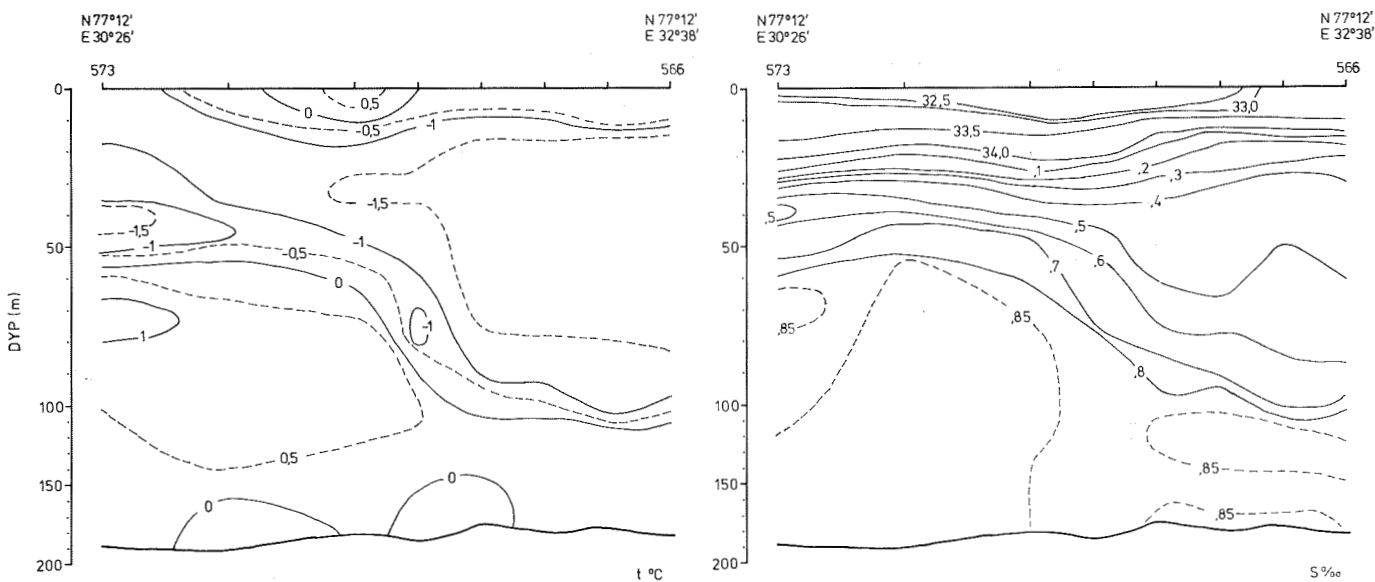 N 77°12' N 77°12' N 77°12' N 77°12'
E 30°26' E 32°38' E 30°26' E 32°38'
573 566 573 566
0 0
-0,5 32,5 33,0
0
-0,5 -1 33,5
34,0
,1 ,2 ,3
-1,5 ,4
-1,5 ,5 ,5
-1 -0,5 -1
50 50
,6
0 ,7
-1 ,85 ,85
1
DYP (m)
,8
100 100
0,5 ,85
0 150 150
0 ,85
200 200
t °C S‰